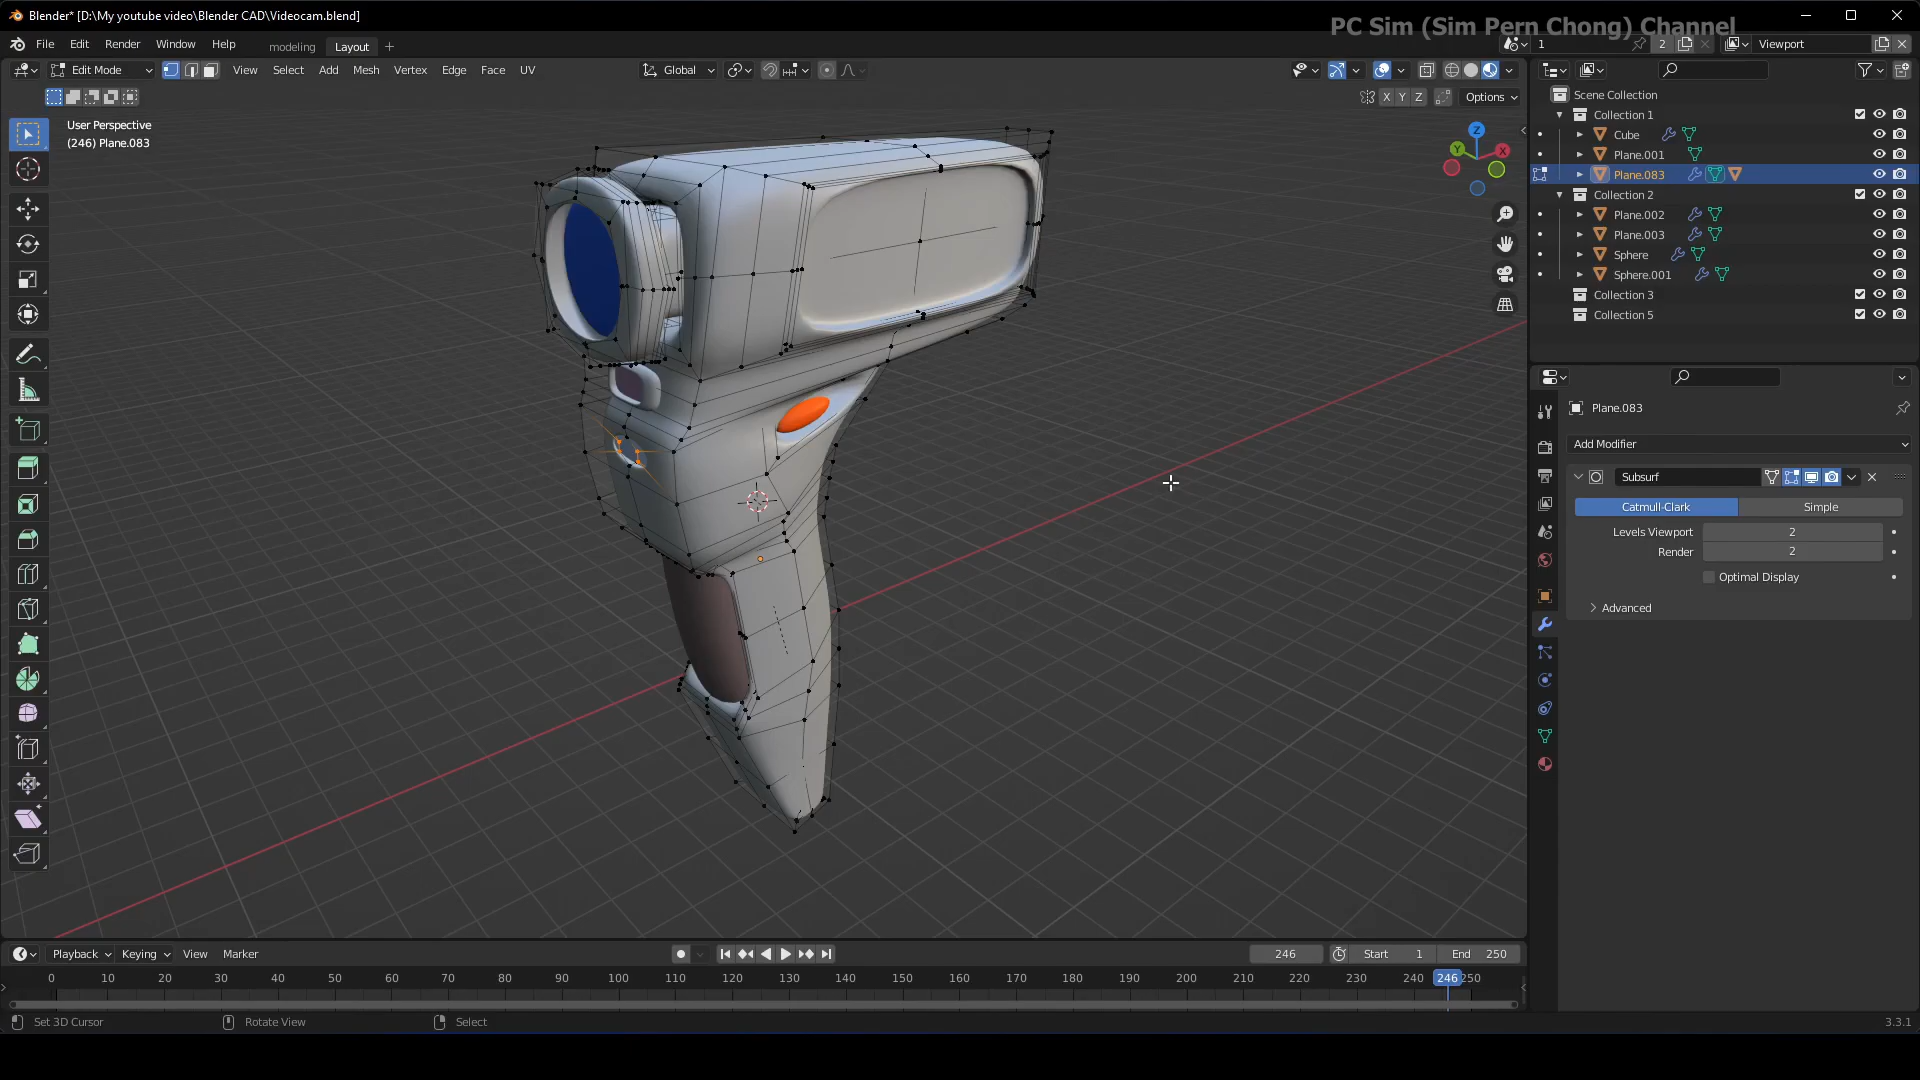 Blender* [D:\My youtube video\Blender CAD\Videocam.blend]
PC Sim (Sim Pern Chong) Channel
File Edit Render Window Help modeling Layout
1 2 Viewport
Edit Mode View Select Add Mesh Vertex Edge Face UV Global
X Y Z Options
User Perspective
(246) Plane.083
Z
Y X
Scene Collection
Collection 1
Cube
Plane.001
Plane.083
Collection 2
Plane.002
Plane.003
Sphere
Sphere.001
Collection 3
Collection 5
Plane.083
Add Modifier
Subsurf
Catmull-Clark Simple
Levels Viewport 2
Render 2
Optimal Display
Advanced
Playback Keying View Marker 246 Start 1 End 250
0 10 20 30 40 50 60 70 80 90 100 110 120 130 140 150 160 170 180 190 200 210 220 230 240 246 250
Set 3D Cursor Rotate View Select 3.3.1